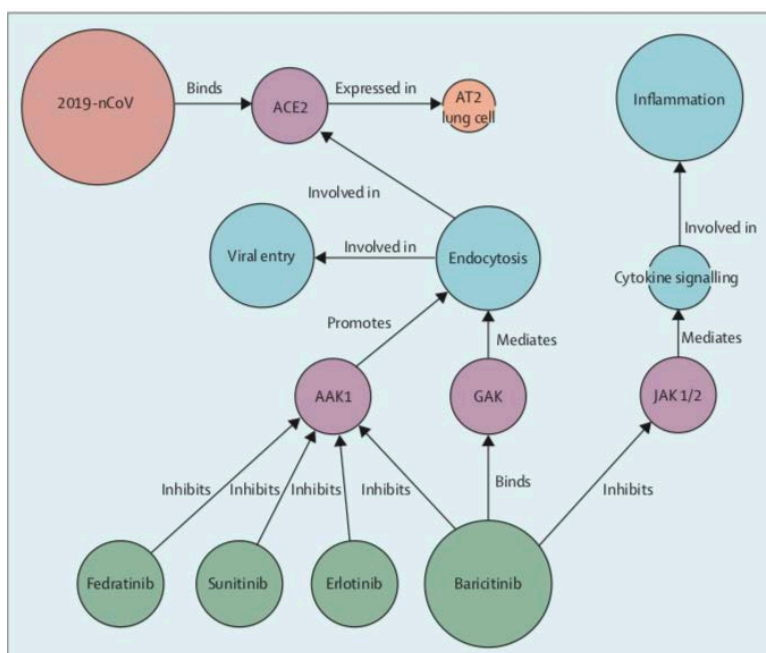 2019-nCoV
Binds
ACE2
Expressed in
AT2
lung cell
Inflammation
Involved in
Viral entry
Involved in
Endocytosis
Involved in
Cytokine signalling
Promotes
Mediates
Mediates
AAK1
GAK
JAK 1/2
Inhibits
Inhibits
Inhibits
Inhibits
Binds
Inhibits
Fedratinib
Sunitinib
Erlotinib
Baricitinib